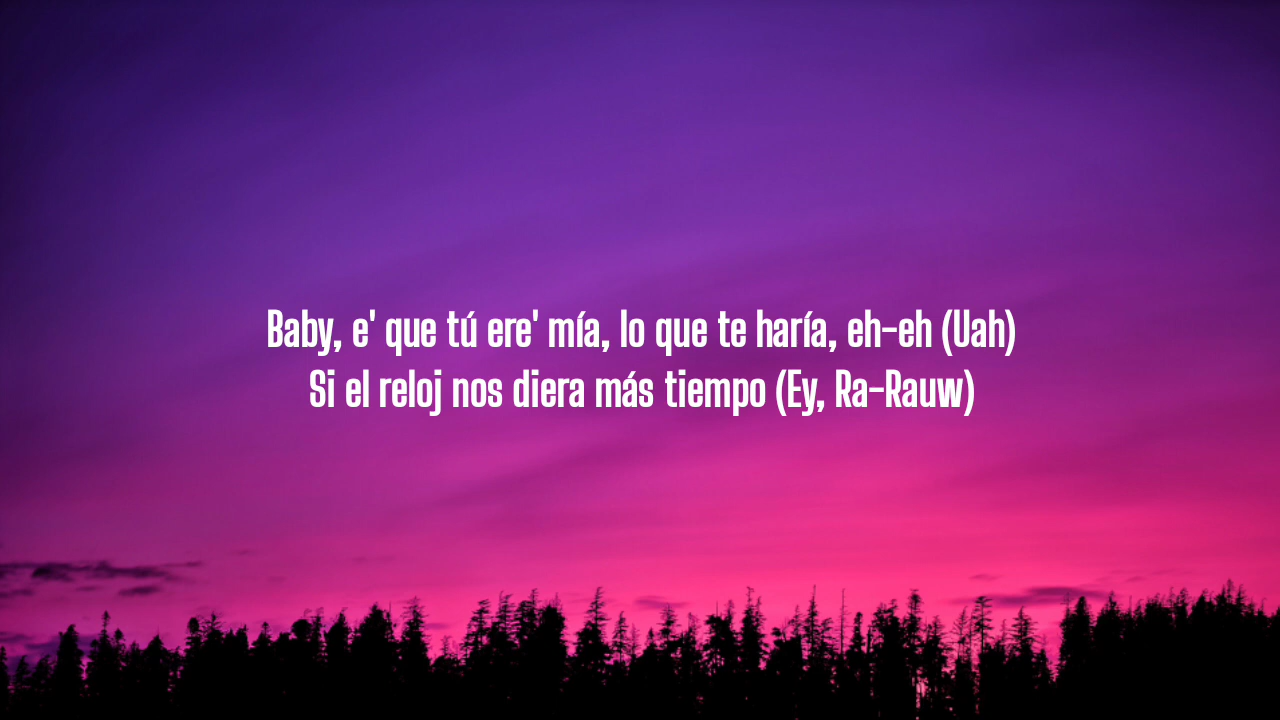 Baby, e' que tú ere' mía, lo que te haría, eh-eh (Uah)
Si el reloj nos diera más tiempo (Ey, Ra-Rauw)